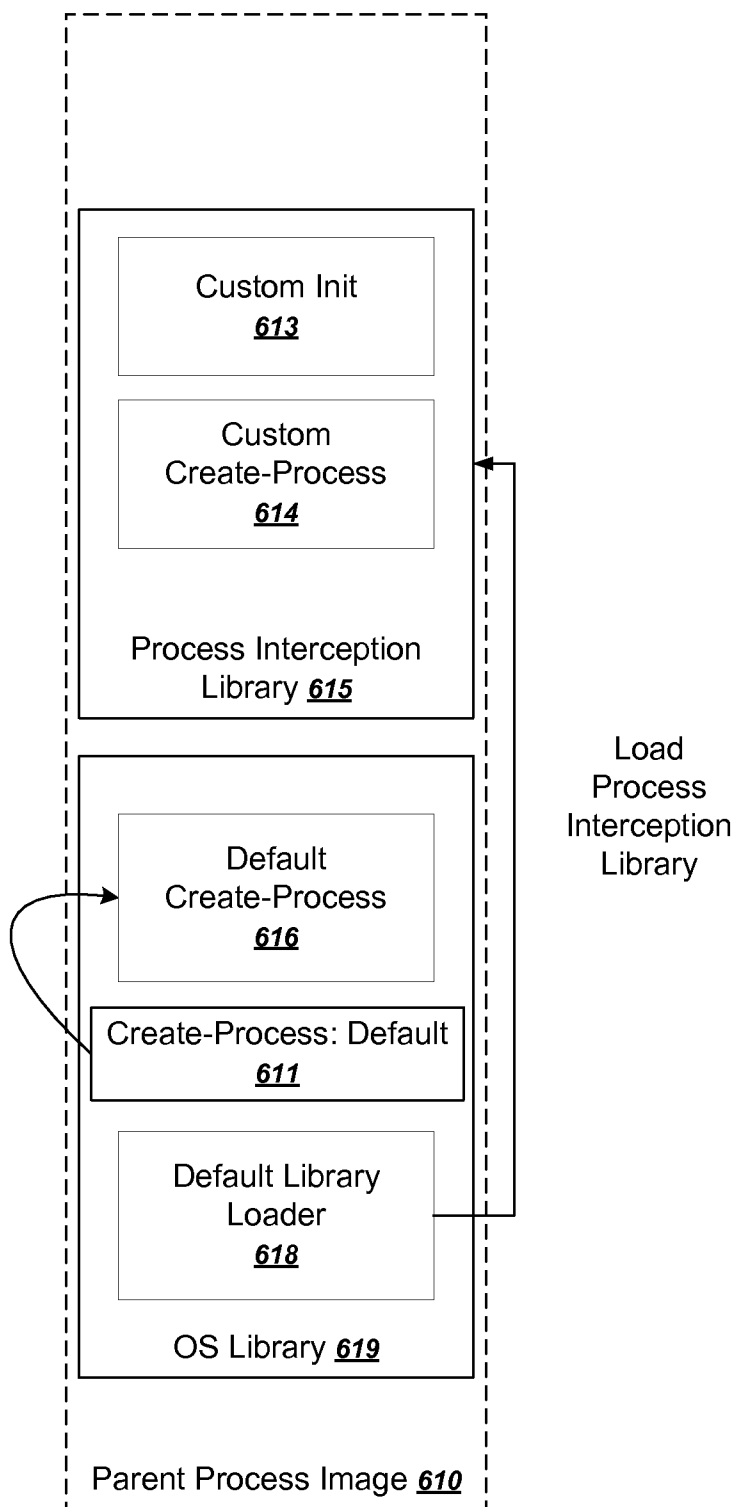 Custom Init
613
Custom
Create-Process
614
Process Interception
Library 615
Load
Process
Interception
Library
Default
Create-Process
616
Create-Process: Default
611
Default Library
Loader
618
OS Library 619
Parent Process Image 610